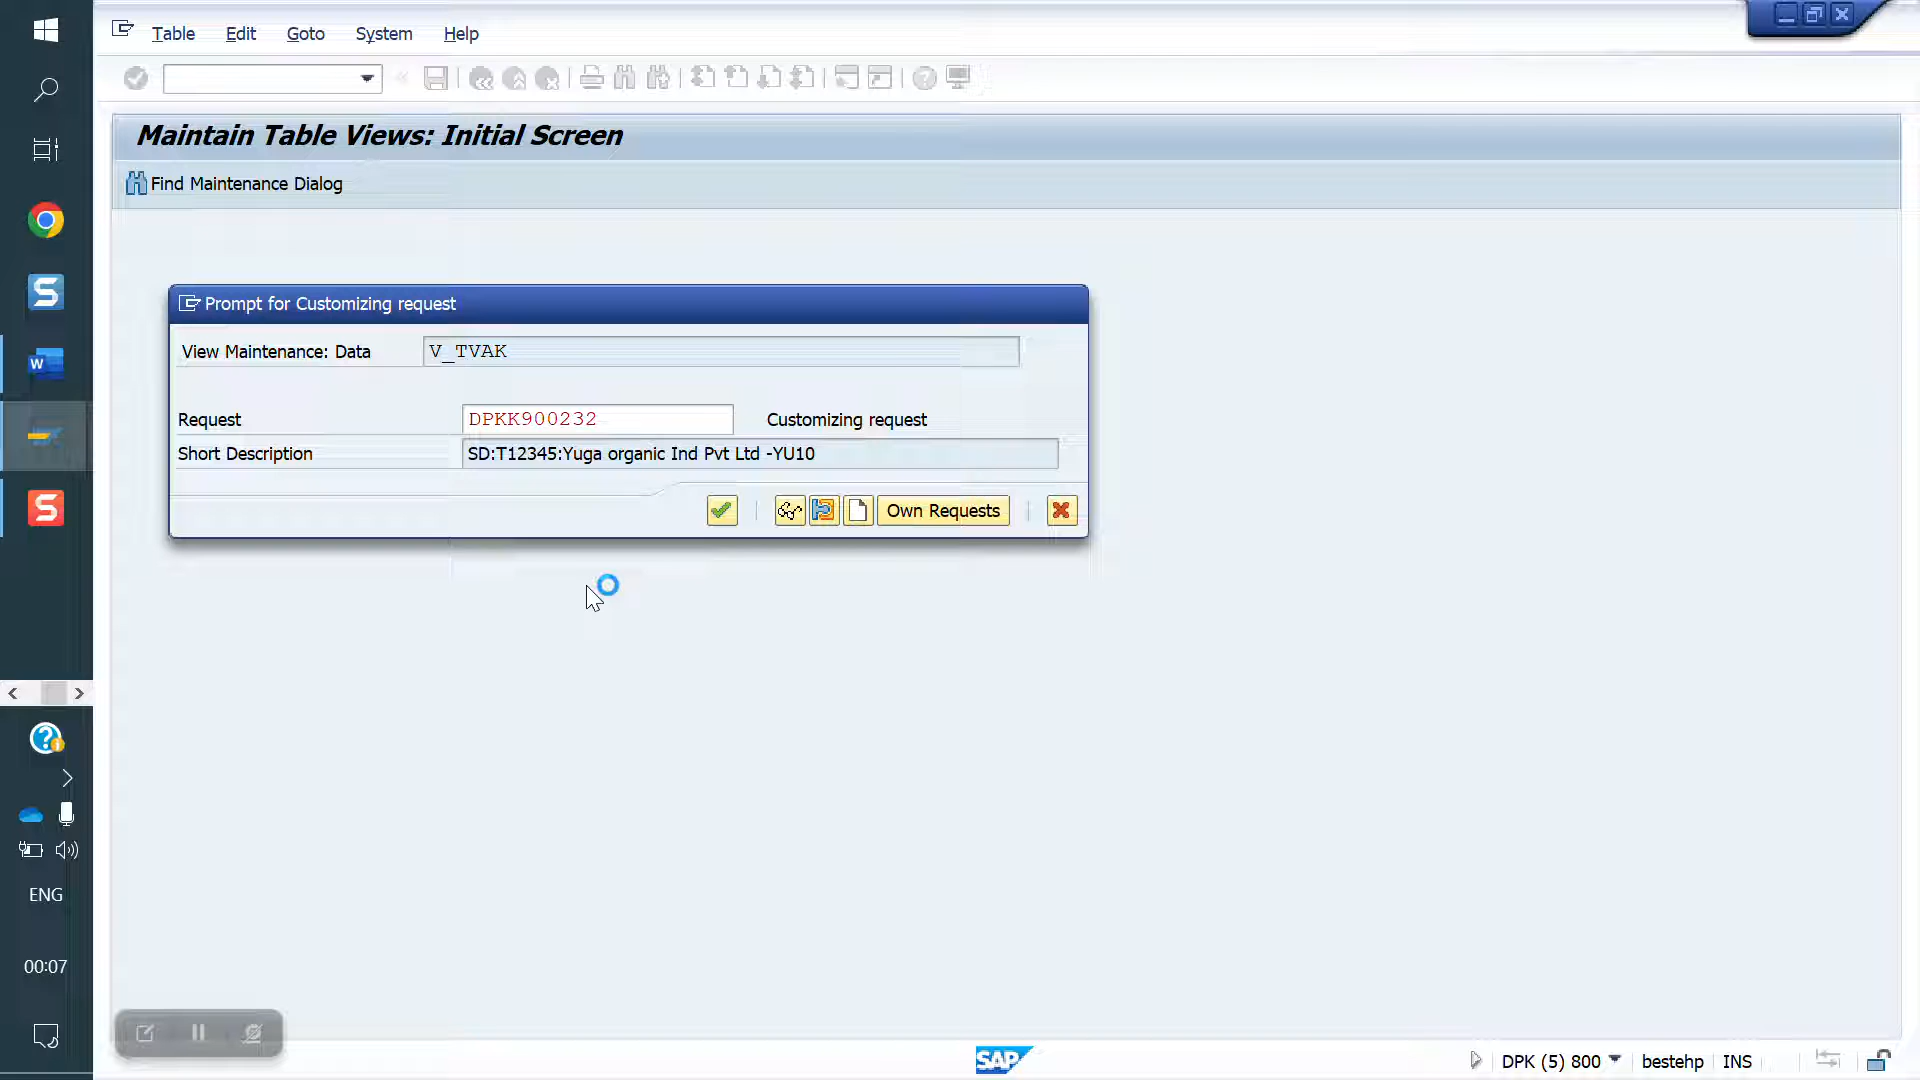 Table Edit Goto System Help
Maintain Table Views: Initial Screen
Find Maintenance Dialog
Prompt for Customizing request
View Maintenance: Data V_TVAK
Request DPKK900232 Customizing request
Short Description SD:T12345:Yuga organic Ind Pvt Ltd -YU10
Own Requests
ENG
00:07
SAP DPK (5) 800 bestehp INS